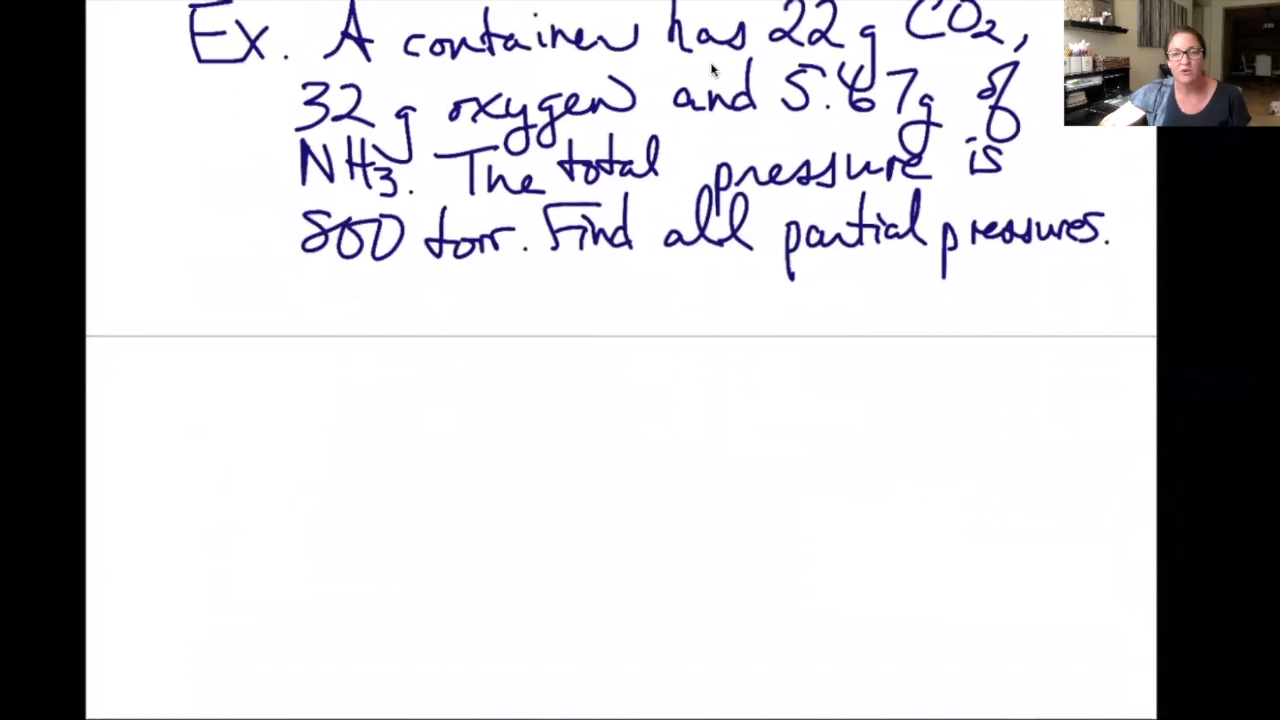 Ex. A container has 22 g CO2,
32 g oxygen and 5.67g of
NH3. The total pressure is
800 torr. Find all partial pressures.